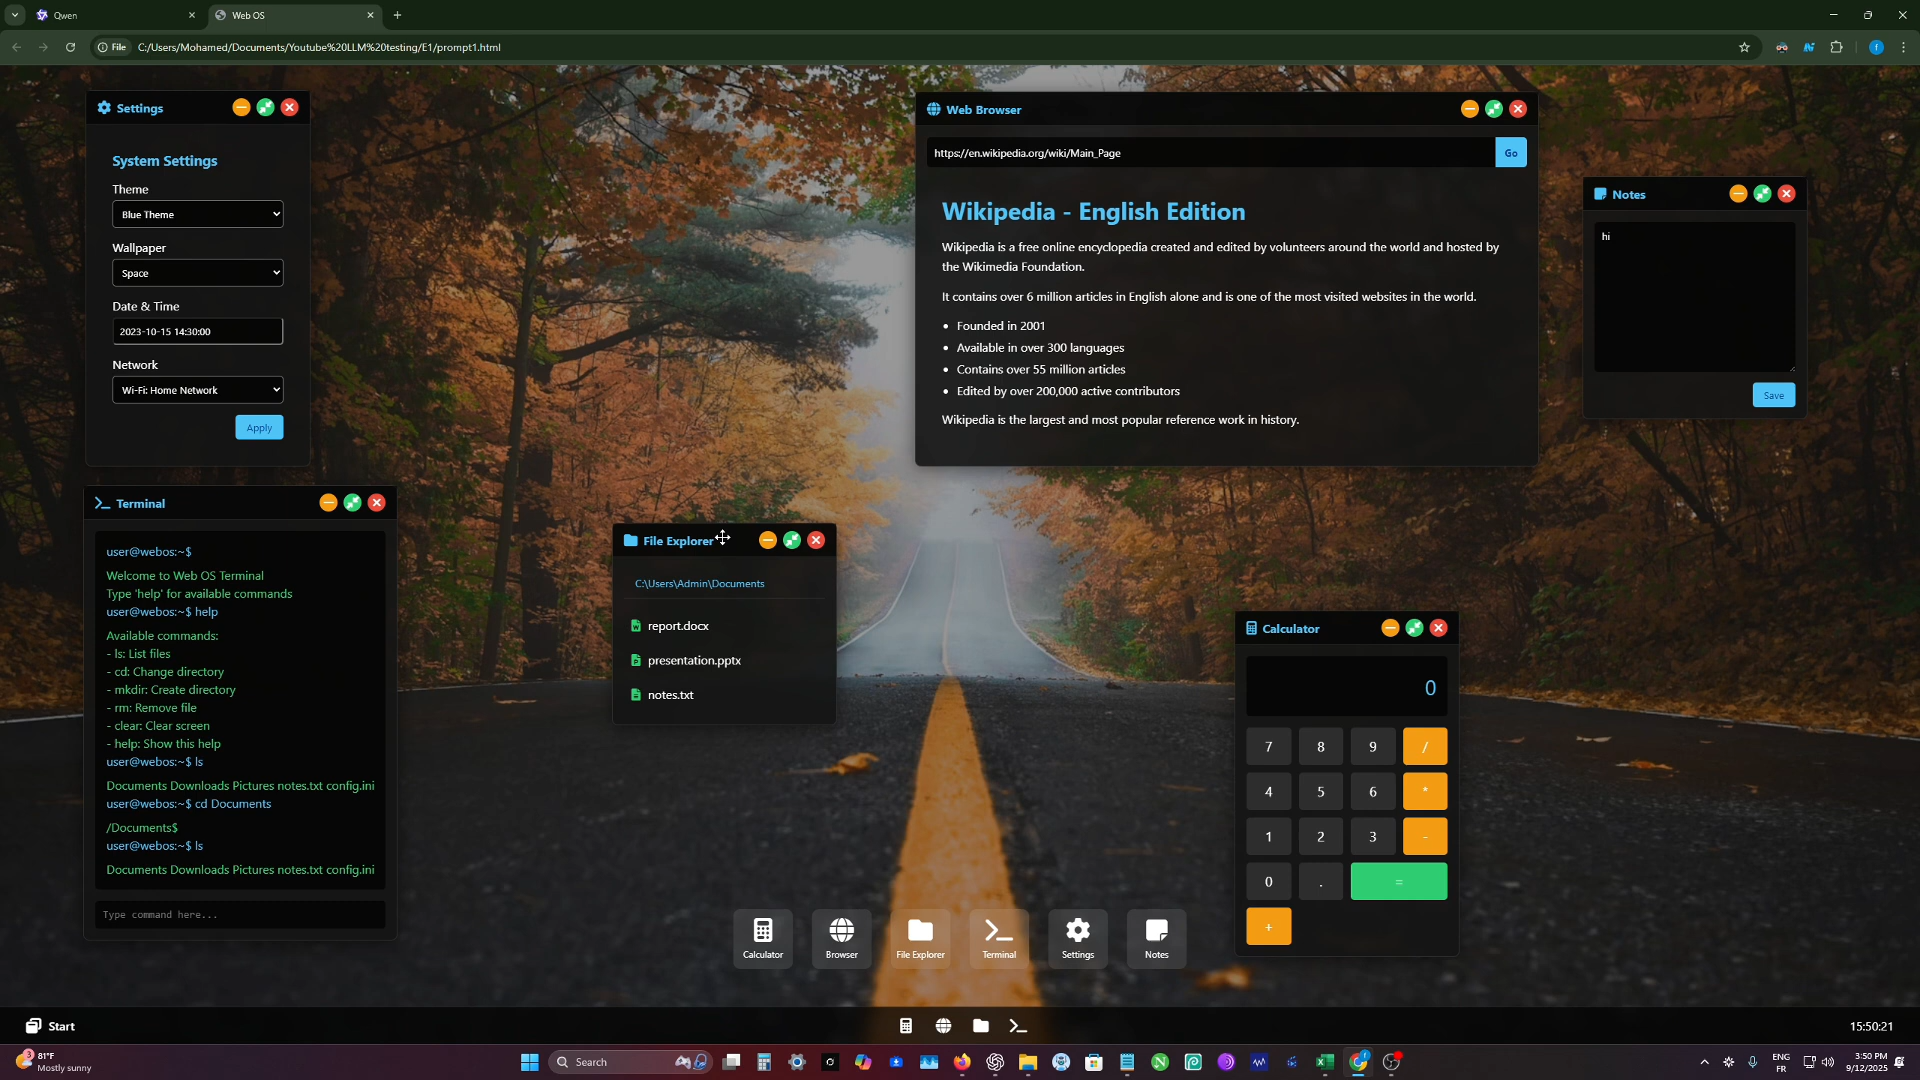 Qwen
Web OS
File
C:/Users/Mohamed/Documents/Youtube%20LLM%20testing/E1/prompt1.html
f
Settings
System Settings
Theme
Blue Theme
Wallpaper
Space
Date & Time
2023-10-15 14:30:00
Network
Wi-Fi: Home Network
Apply
Web Browser
https://en.wikipedia.org/wiki/Main_Page
Go
Wikipedia - English Edition
Wikipedia is a free online encyclopedia created and edited by volunteers around the world and hosted by
the Wikimedia Foundation.
It contains over 6 million articles in English alone and is one of the most visited websites in the world.
• Founded in 2001
• Available in over 300 languages
• Contains over 55 million articles
• Edited by over 200,000 active contributors
Wikipedia is the largest and most popular reference work in history.
Notes
hi
Save
Terminal
user@webos:~$
Welcome to Web OS Terminal
Type 'help' for available commands
user@webos:~$ help
Available commands:
- ls: List files
- cd: Change directory
- mkdir: Create directory
- rm: Remove file
- clear: Clear screen
- help: Show this help
user@webos:~$ ls
Documents Downloads Pictures notes.txt config.ini
user@webos:~$ cd Documents
/Documents$
user@webos:~$ ls
Documents Downloads Pictures notes.txt config.ini
Type command here...
File Explorer
C:\Users\Admin\Documents
report.docx
presentation.pptx
notes.txt
Calculator
0
7 8 9 /
4 5 6 *
1 2 3 -
0 . =
+
Calculator
Browser
File Explorer
Terminal
Settings
Notes
Start
15:50:21
3
81°F
Mostly sunny
Search
ENG
FR
3:50 PM
9/12/2025